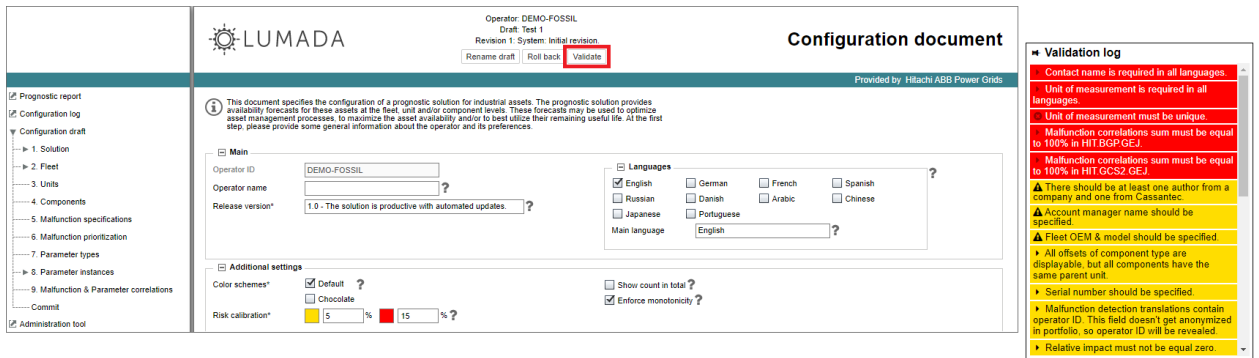 LUMADA
Operator: DEMO-FOSSIL
Draft: Test 1
Revision 1: System: Initial revision.
Rename draft Roll back Validate
Configuration document
Provided by Hitachi ABB Power Grids
Prognostic report
Configuration log
Configuration draft
1. Solution
2. Fleet
3. Units
4. Components
5. Malfunction specifications
6. Malfunction prioritization
7. Parameter types
8. Parameter instances
9. Malfunction & Parameter correlations
Commit
Administration tool
This document specifies the configuration of a prognostic solution for industrial assets. The prognostic solution provides
availability forecasts for these assets at the fleet, unit and/or component levels. These forecasts may be used to optimize
asset management processes, to maximize the asset availability and/or to best utilize their remaining useful life. At the first
step, please provide some general information about the operator and its preferences.
Main
Operator ID DEMO-FOSSIL
Operator name ?
Release version* 1.0 - The solution is productive with automated updates. ?
Languages ?
English German French Spanish
Russian Danish Arabic Chinese
Japanese Portuguese
Main language English ?
Additional settings
Color schemes* Default ? Show count in total ?
Chocolate Enforce monotonicity ?
Risk calibration* 5 % 15 % ?
Validation log
Contact name is required in all languages.
Unit of measurement is required in all
languages.
Unit of measurement must be unique.
Malfunction correlations sum must be equal
to 100% in HIT.BGP.GEJ.
Malfunction correlations sum must be equal
to 100% in HIT.GCS2.GEJ.
There should be at least one author from a
company and one from Cassantec.
Account manager name should be
specified.
Fleet OEM & model should be specified.
All offsets of component type are
displayable, but all components have the
same parent unit.
Serial number should be specified.
Malfunction detection translations contain
operator ID. This field doesn't get anonymized
in portfolio, so operator ID will be revealed.
Relative impact must not be equal zero.